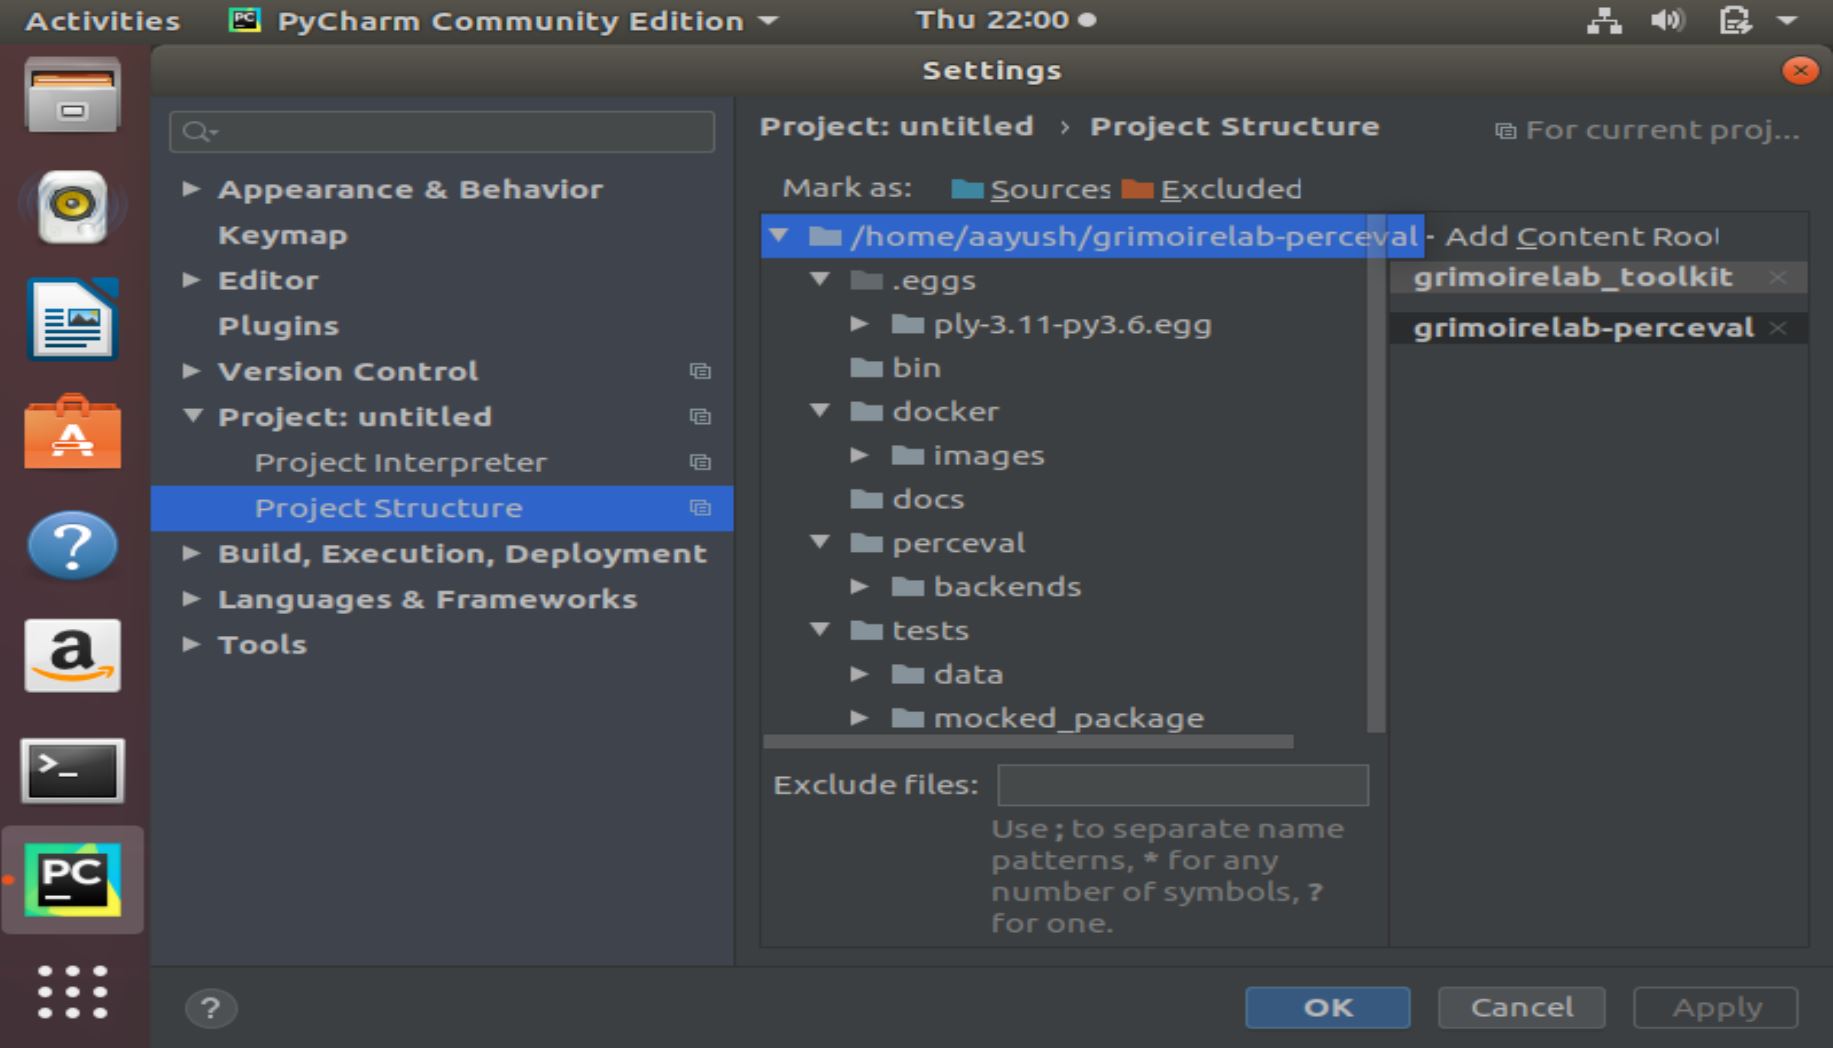 Activities PyCharm Community Edition Thu 22:00
Settings
Project: untitled › Project Structure For current proj...
Mark as: Sources Excluded
Appearance & Behavior
Keymap
Editor
Plugins
Version Control
Project: untitled
Project Interpreter
Project Structure
Build, Execution, Deployment
Languages & Frameworks
Tools
/home/aayush/grimoirelab-perceval
.eggs
ply-3.11-py3.6.egg
bin
docker
images
docs
perceval
backends
tests
data
mocked_package
Add Content Root
grimoirelab_toolkit
grimoirelab-perceval
Exclude files:
Use ; to separate name
patterns, * for any
number of symbols, ?
for one.
a
>_
PC
?
OK Cancel Apply